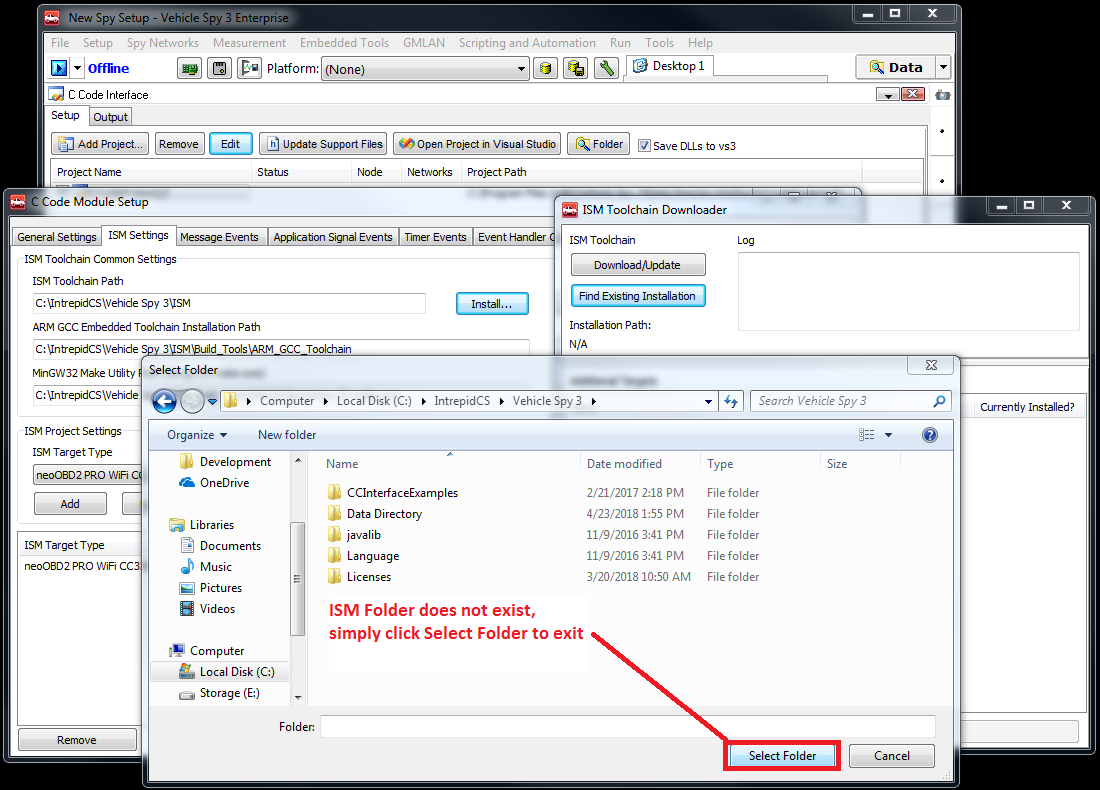 New Spy Setup - Vehicle Spy 3 Enterprise
File Setup Spy Networks Measurement Embedded Tools GMLAN Scripting and Automation Run Tools Help
Offline Platform: (None) Desktop 1 Data
C Code Interface
Setup Output
Add Project... Remove Edit Update Support Files Open Project in Visual Studio Folder Save DLLs to vs3
Project Name Status Node Networks Project Path
C Code Module Setup
General Settings ISM Settings Message Events Application Signal Events Timer Events Event Handler
ISM Toolchain Common Settings
ISM Toolchain Path
C:\IntrepidCS\Vehicle Spy 3\ISM
Install...
ARM GCC Embedded Toolchain Installation Path
C:\IntrepidCS\Vehicle Spy 3\ISM\Build_Tools\ARM_GCC_Toolchain
MinGW32 Make Utility
C:\IntrepidCS\Vehicle
ISM Project Settings
ISM Target Type
neoOBD2 PRO WiFi CC
Add
ISM Target Type
neoOBD2 PRO WiFi CC32
Remove
ISM Toolchain Downloader
ISM Toolchain
Download/Update
Find Existing Installation
Installation Path:
N/A
Log
Currently Installed?
Select Folder
Computer Local Disk (C:) IntrepidCS Vehicle Spy 3 Search Vehicle Spy 3
Organize New folder
Development
OneDrive
Libraries
Documents
Music
Pictures
Videos
Computer
Local Disk (C:)
Storage (E:)
Name Date modified Type Size
CCInterfaceExamples 2/21/2017 2:18 PM File folder
Data Directory 4/23/2018 1:55 PM File folder
javalib 11/9/2016 3:41 PM File folder
Language 11/9/2016 3:41 PM File folder
Licenses 3/20/2018 10:50 AM File folder
ISM Folder does not exist,
simply click Select Folder to exit
Folder:
Select Folder Cancel